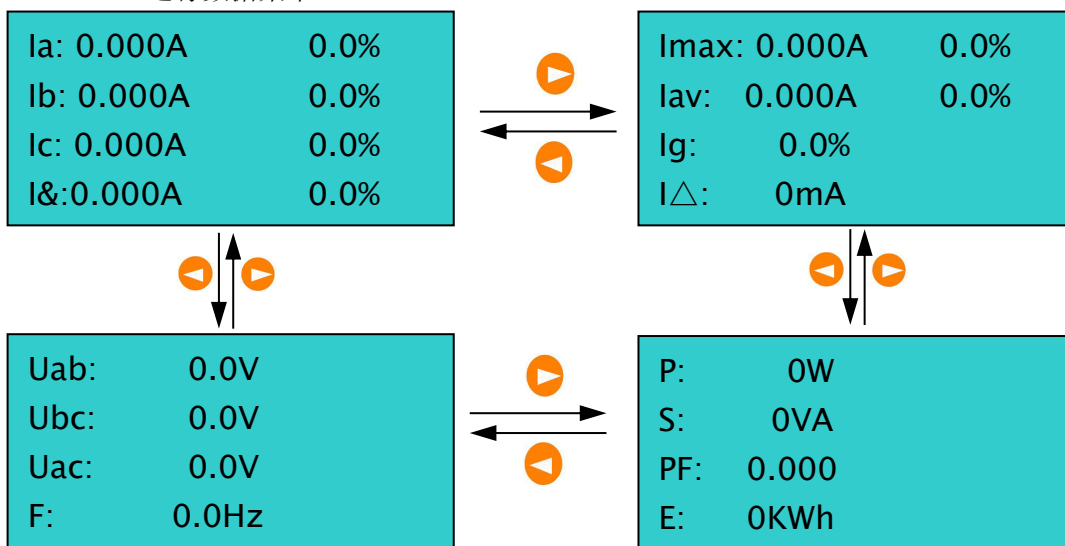 Ia: 0.000A 0.0%
Ib: 0.000A 0.0%
Ic: 0.000A 0.0%
I&:0.000A 0.0%
Imax: 0.000A 0.0%
Iav: 0.000A 0.0%
Ig: 0.0%
I△: 0mA
Uab: 0.0V
Ubc: 0.0V
Uac: 0.0V
F: 0.0Hz
P: 0W
S: 0VA
PF: 0.000
E: 0KWh